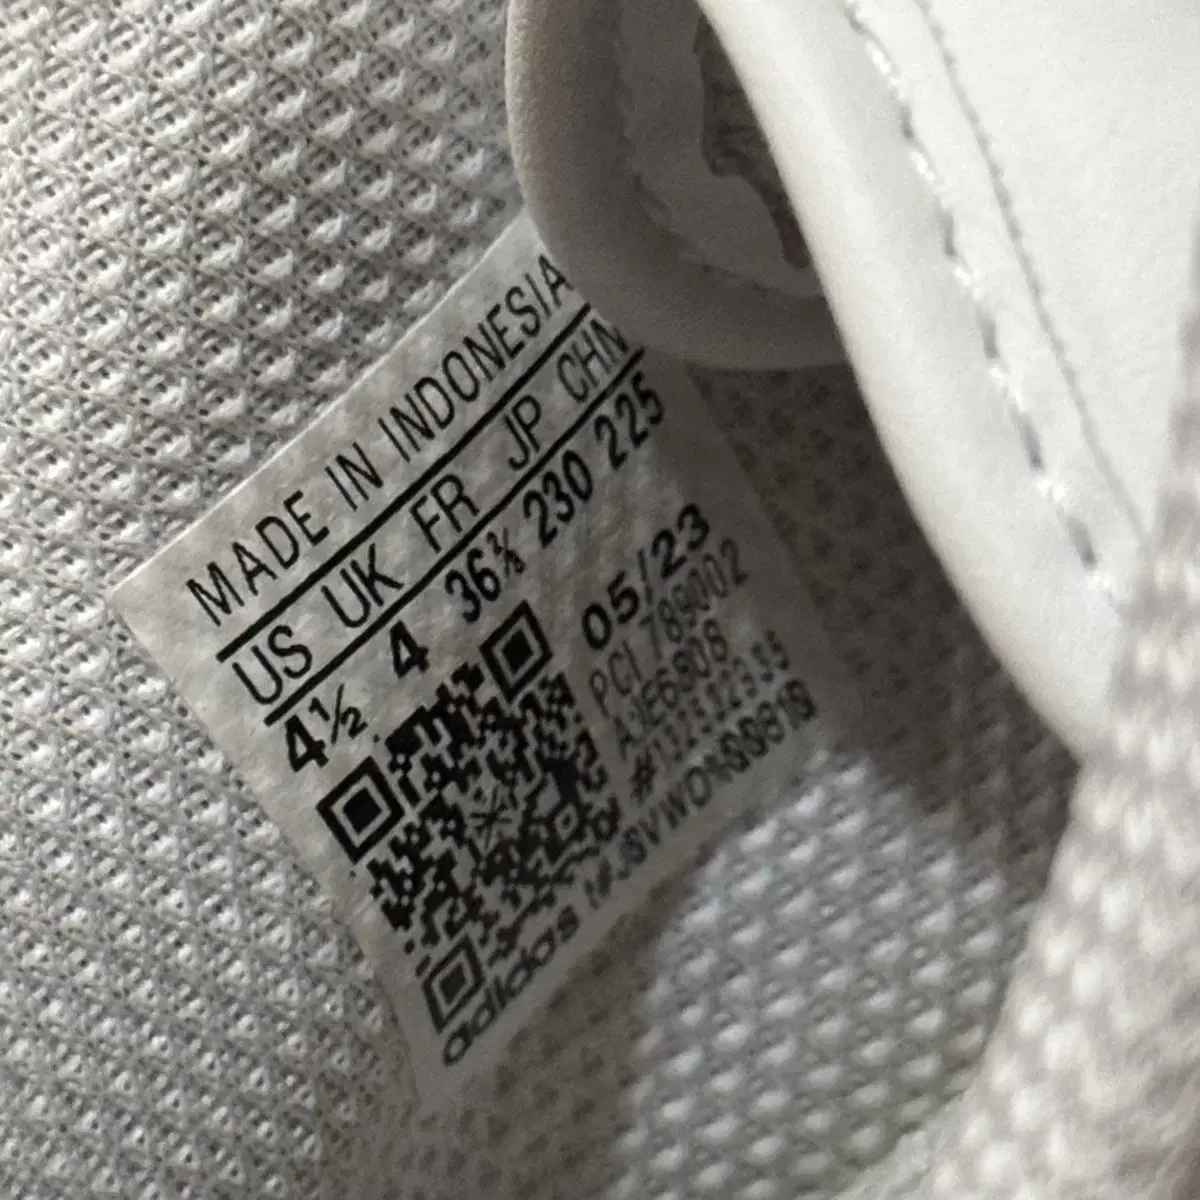 MADE IN INDONESIA
US UK FR JP CHN
4½ 4 36⅔ 230 225
05/23
PCI 789002
adidas